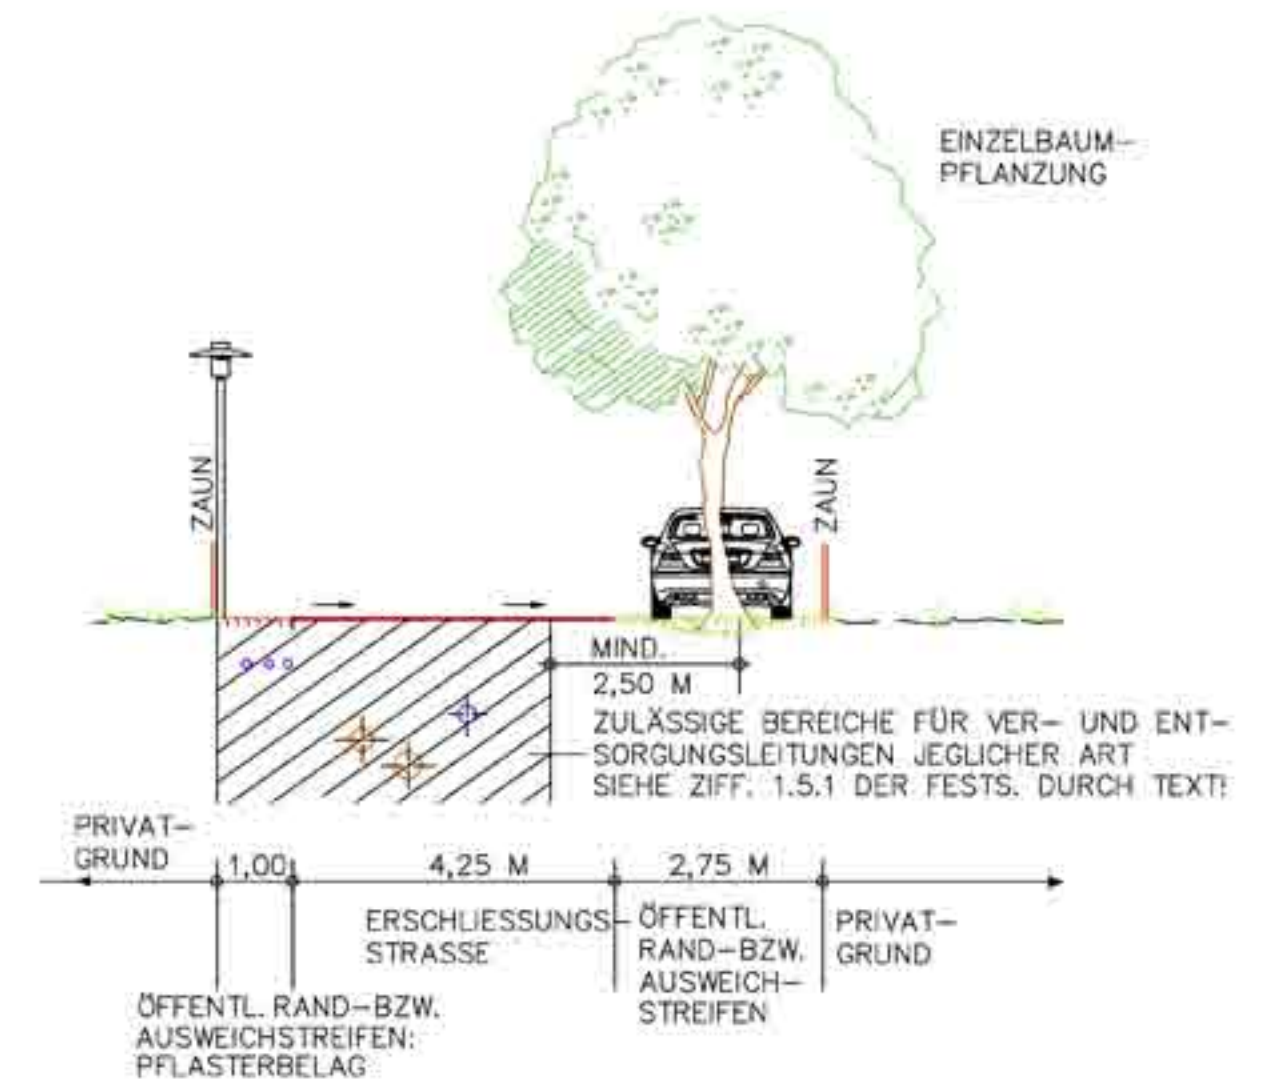 EINZELBAUM-
PFLANZUNG
ZAUN
ZAUN
MIND.
2,50 M
ZULÄSSIGE BEREICHE FÜR VER- UND ENT-
SORGUNGSLEITUNGEN JEGLICHER ART
SIEHE ZIFF. 1.5.1 DER FESTS. DURCH TEXT!
PRIVAT-
GRUND
1,00
4,25 M
2,75 M
ERSCHLIESSUNGS-
STRASSE
ÖFFENTL.
RAND-BZW.
AUSWEICH-
STREIFEN
PRIVAT-
GRUND
ÖFFENTL. RAND-BZW.
AUSWEICHSTREIFEN:
PFLASTERBELAG